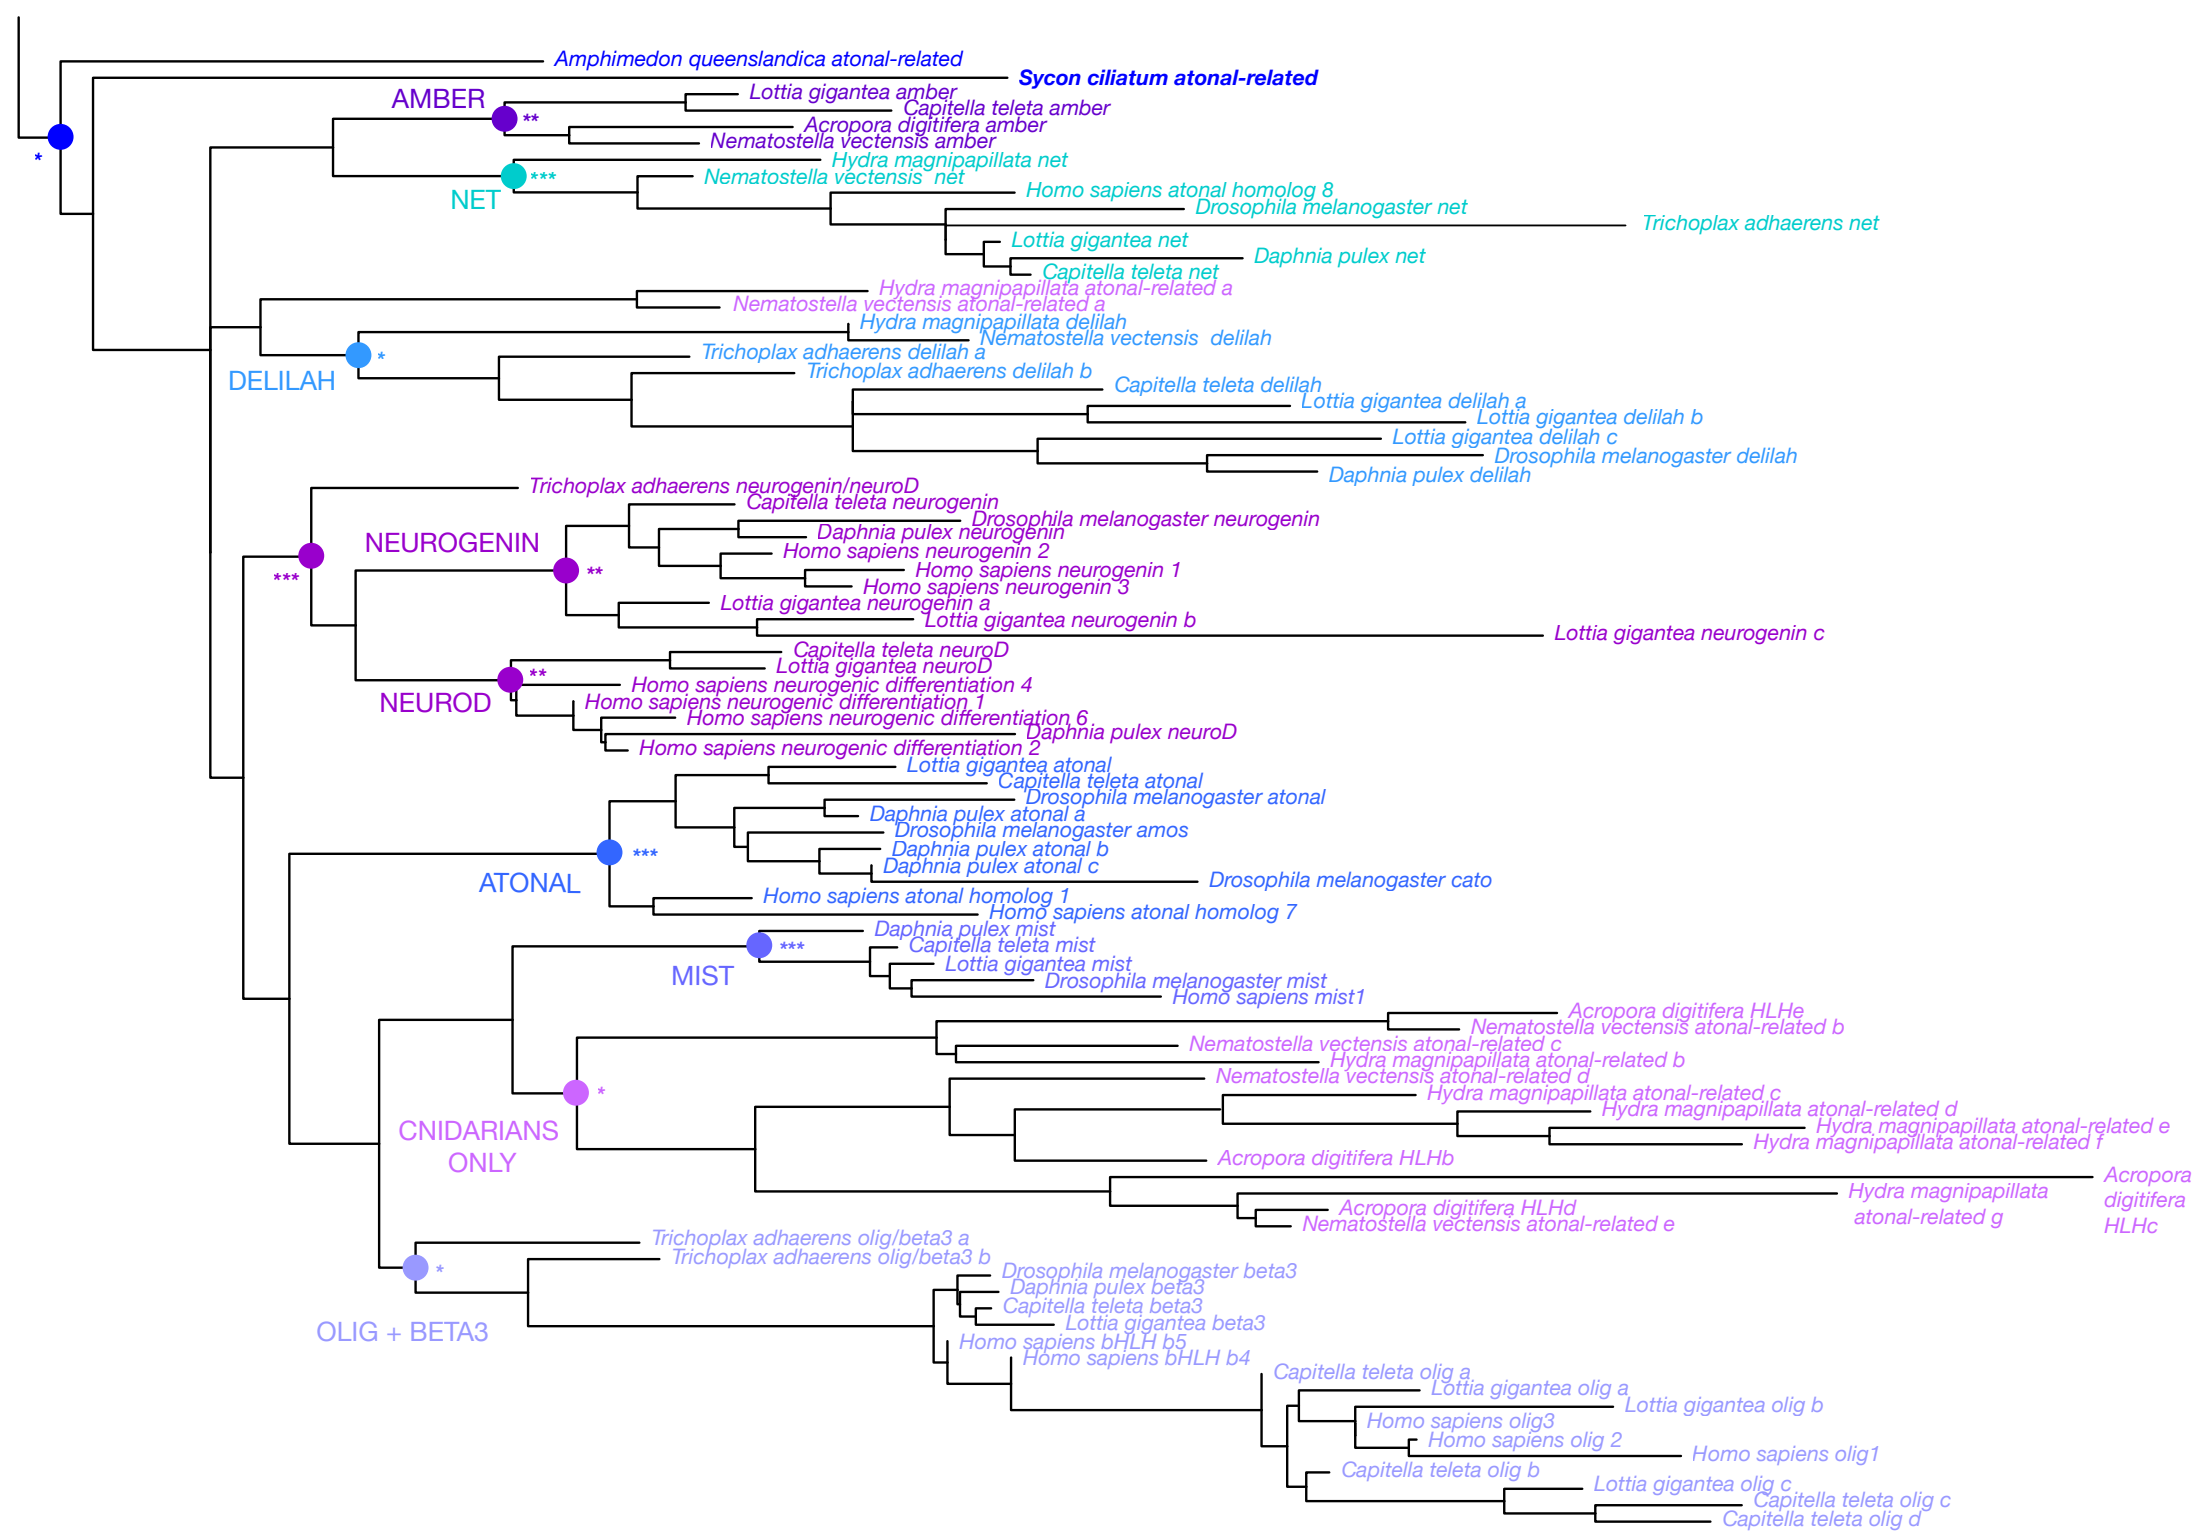 Amphimedon queenslandica atonal-related
Sycon ciliatum atonal-related
Lottia gigantea amber
AMBER
**
Capitella teleta amber
Acropora digitifera amber
*
Nematostella vectensis amber
Hydra magnipapillata net
***
Nematostella vectensis net
NET
Homo sapiens atonal homolog 8
Drosophila melanogaster net
Trichoplax adhaerens net
Lottia gigantea net
Daphnia pulex net
Capitella teleta net
Hydra magnipapillata atonal-related a
Nematostella vectensis atonal-related a
Hydra magnipapillata delilah
Nematostella vectensis delilah
*
Trichoplax adhaerens delilah a
DELILAH
Trichoplax adhaerens delilah b
Capitella teleta delilah
Lottia gigantea delilah a
Lottia gigantea delilah b
Lottia gigantea delilah c
Drosophila melanogaster delilah
Daphnia pulex delilah
Trichoplax adhaerens neurogenin/neuroD
Capitella teleta neurogenin
Drosophila melanogaster neurogenin
Daphnia pulex neurogenin
NEUROGENIN
Homo sapiens neurogenin 2
***
**
Homo sapiens neurogenin 1
Homo sapiens neurogenin 3
Lottia gigantea neurogenin a
Lottia gigantea neurogenin b
Lottia gigantea neurogenin c
Capitella teleta neuroD
Lottia gigantea neuroD
**
Homo sapiens neurogenic differentiation 4
NEUROD
Homo sapiens neurogenic differentiation 1
Homo sapiens neurogenic differentiation 6
Daphnia pulex neuroD
Homo sapiens neurogenic differentiation 2
Lottia gigantea atonal
Capitella teleta atonal
Drosophila melanogaster atonal
Daphnia pulex atonal a
Drosophila melanogaster amos
***
Daphnia pulex atonal b
Daphnia pulex atonal c
ATONAL
Drosophila melanogaster cato
Homo sapiens atonal homolog 1
Homo sapiens atonal homolog 7
Daphnia pulex mist
***
Capitella teleta mist
MIST
Lottia gigantea mist
Drosophila melanogaster mist
Homo sapiens mist1
Acropora digitifera HLHe
Nematostella vectensis atonal-related b
Nematostella vectensis atonal-related c
Hydra magnipapillata atonal-related b
Nematostella vectensis atonal-related d
*
Hydra magnipapillata atonal-related c
Hydra magnipapillata atonal-related d
CNIDARIANS
ONLY
Hydra magnipapillata atonal-related e
Hydra magnipapillata atonal-related f
Acropora digitifera HLHb
Acropora
digitifera
HLHc
Hydra magnipapillata
atonal-related g
Acropora digitifera HLHd
Nematostella vectensis atonal-related e
Trichoplax adhaerens olig/beta3 a
Trichoplax adhaerens olig/beta3 b
*
OLIG + BETA3
Drosophila melanogaster beta3
Daphnia pulex beta3
Capitella teleta beta3
Lottia gigantea beta3
Homo sapiens bHLH b5
Homo sapiens bHLH b4
Capitella teleta olig a
Lottia gigantea olig a
Lottia gigantea olig b
Homo sapiens olig3
Homo sapiens olig 2
Homo sapiens olig1
Capitella teleta olig b
Lottia gigantea olig c
Capitella teleta olig c
Capitella teleta olig d